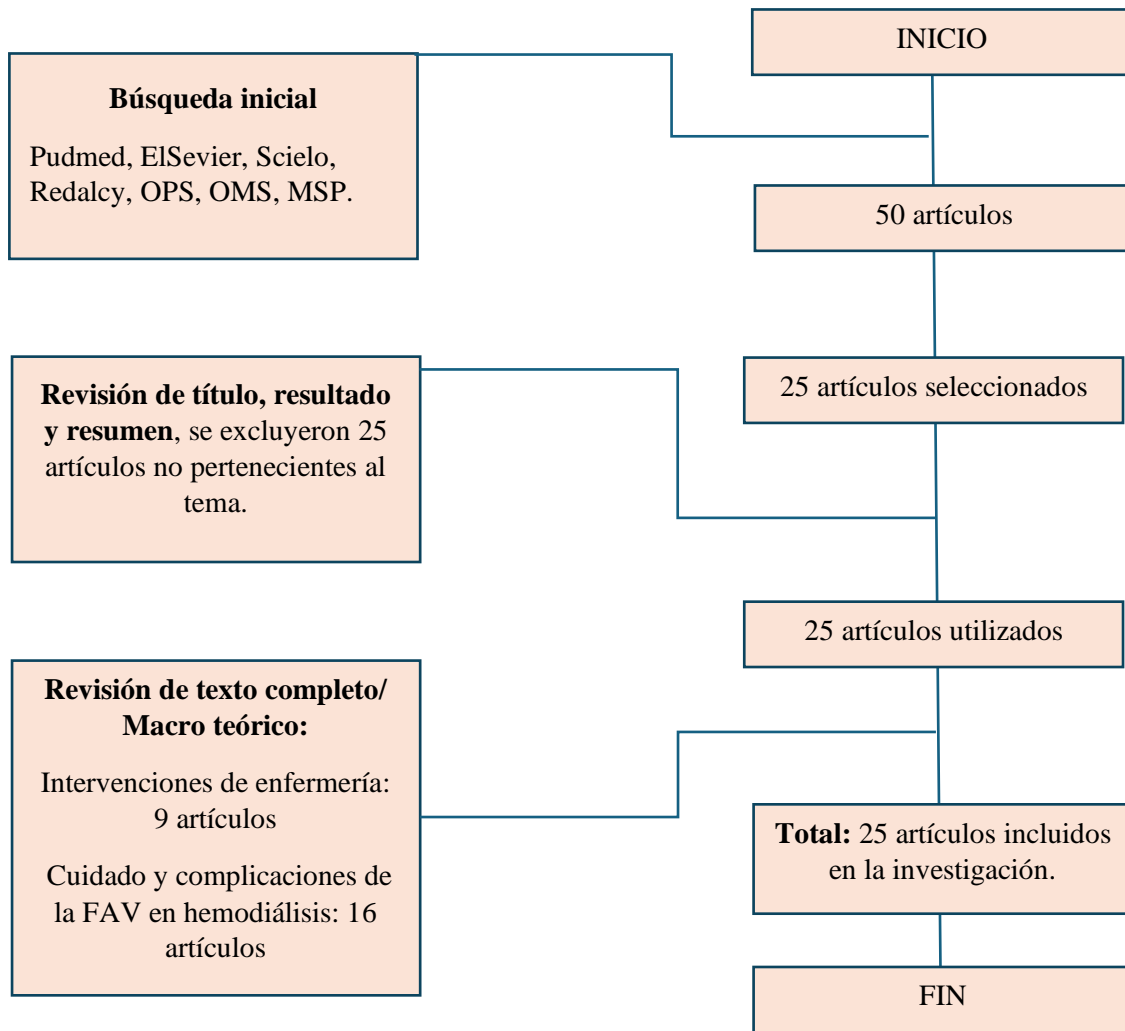 INICIO
Búsqueda inicial
Pudmed, ElSevier, Scielo,
Redalcy, OPS, OMS, MSP.
50 artículos
25 artículos seleccionados
Revisión de título, resultado
y resumen, se excluyeron 25
artículos no pertenecientes al
tema.
25 artículos utilizados
Revisión de texto completo/
Macro teórico:
Intervenciones de enfermería:
9 artículos
Cuidado y complicaciones de
la FAV en hemodiálisis: 16
artículos
Total: 25 artículos incluidos
en la investigación.
FIN